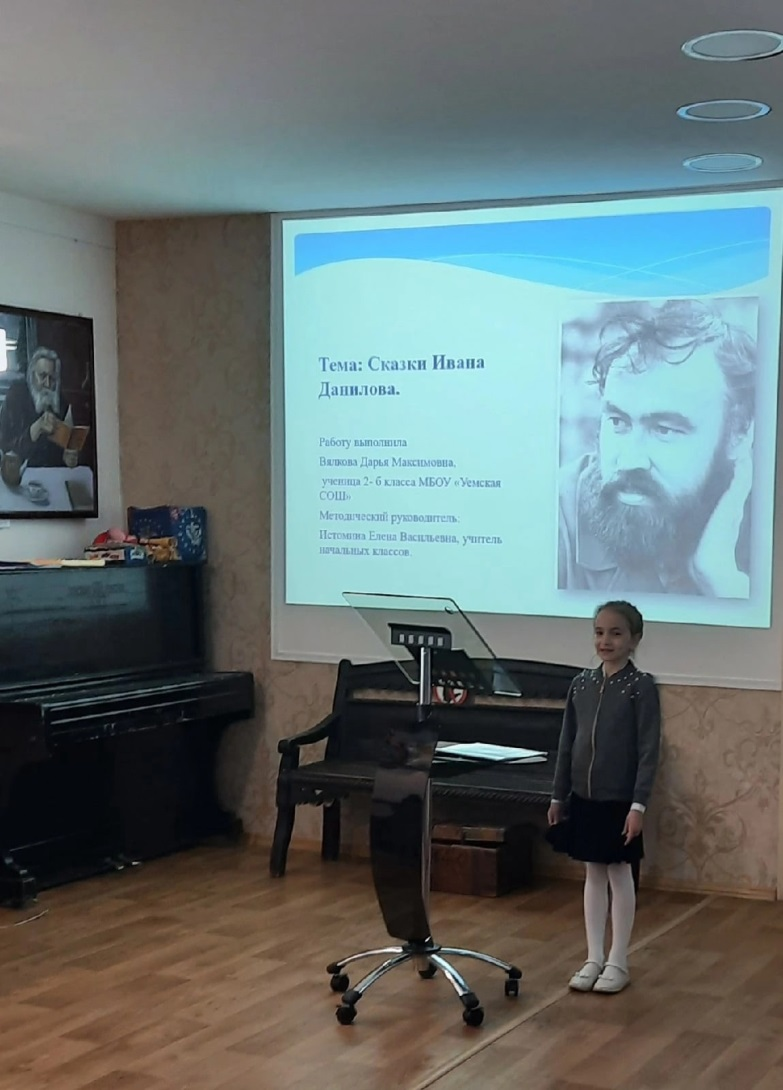 Тема: Сказки Ивана
Данилова.
Работу выполнила
Вялкова Дарья Максимовна,
ученица 2- б класса МБОУ «Уемская
СОШ»
Методический руководитель:
Истомина Елена Васильевна, учитель
начальных классов.